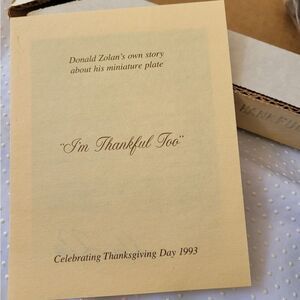 Donald Zolan's own story
about his miniature plate
"I'm Thankful Too"
Celebrating Thanksgiving Day 1993